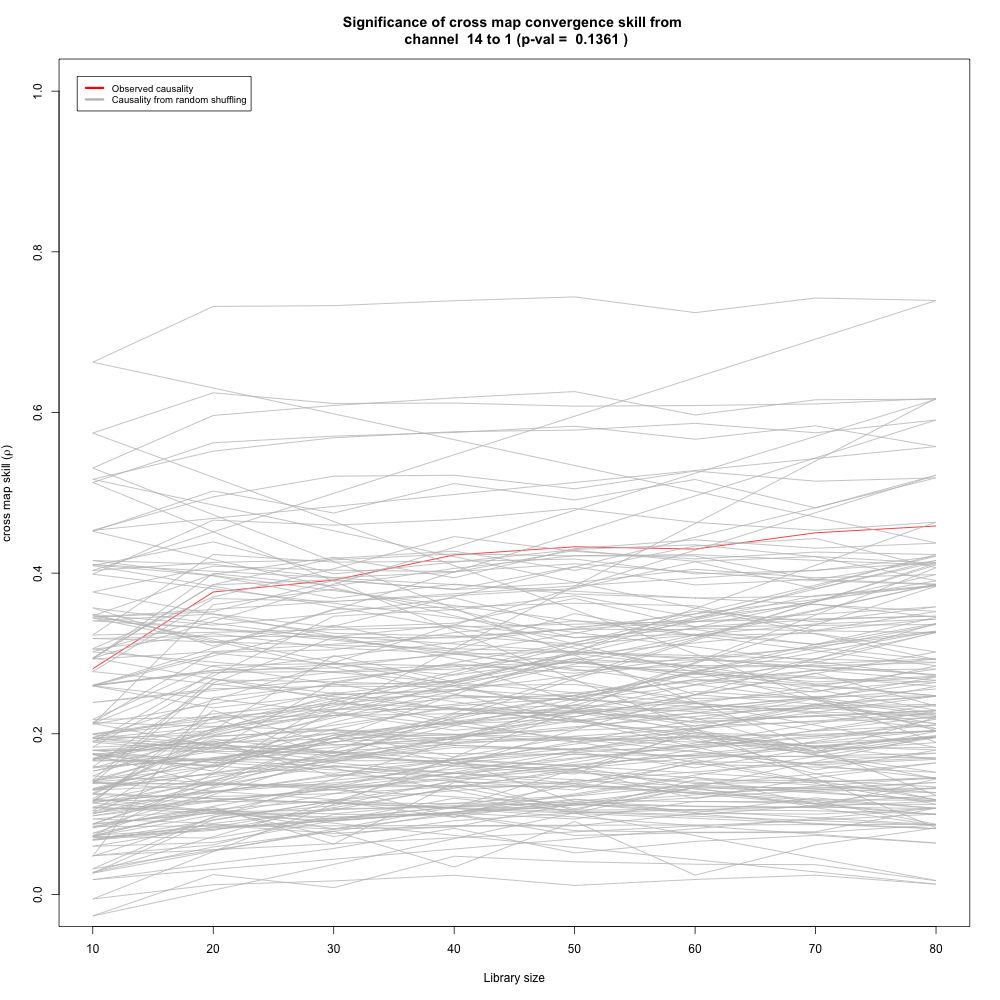 Significance of cross map convergence skill from
channel  14 to 1 (p-val =  0.1361 )
Observed causality
Causality from random shuffling
1.0
0.8
0.6
0.4
0.2
0.0
cross map skill (ρ)
10 20 30 40 50 60 70 80
Library size